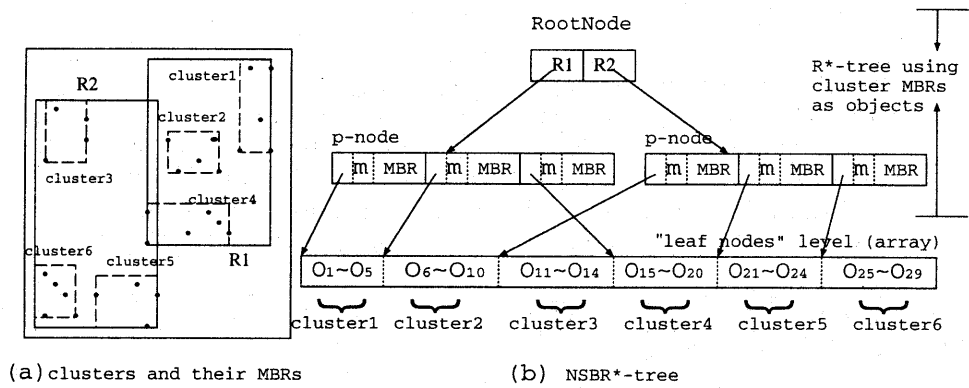 R2
cluster1
cluster2
cluster3
cluster4
cluster6
cluster5
R1
(a) clusters and their MBRs
RootNode
R1 R2
R*-tree using
cluster MBRs
as objects
p-node
m MBR m MBR m MBR
p-node
m MBR m MBR m MBR
"leaf nodes" level (array)
O1~O5 O6~O10 O11~O14 O15~O20 O21~O24 O25~O29
cluster1 cluster2 cluster3 cluster4 cluster5 cluster6
(b) NSBR*-tree